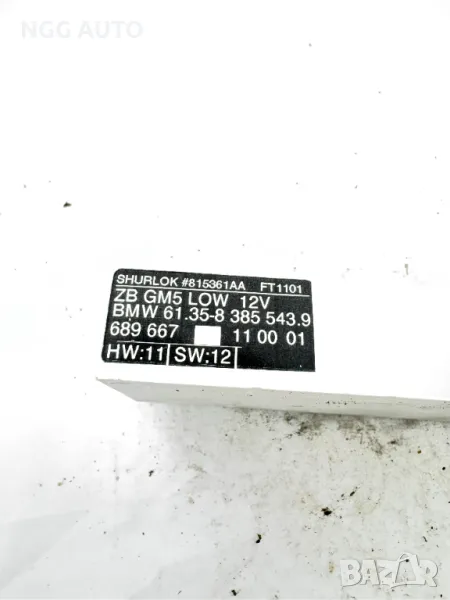 NGG AUTO
SHURLOK #815361AA FT1101
ZB GM5 LOW 12V
BMW 61.35-8 385 543.9
689 667 11 00 01
HW:11 SW:12
bazar